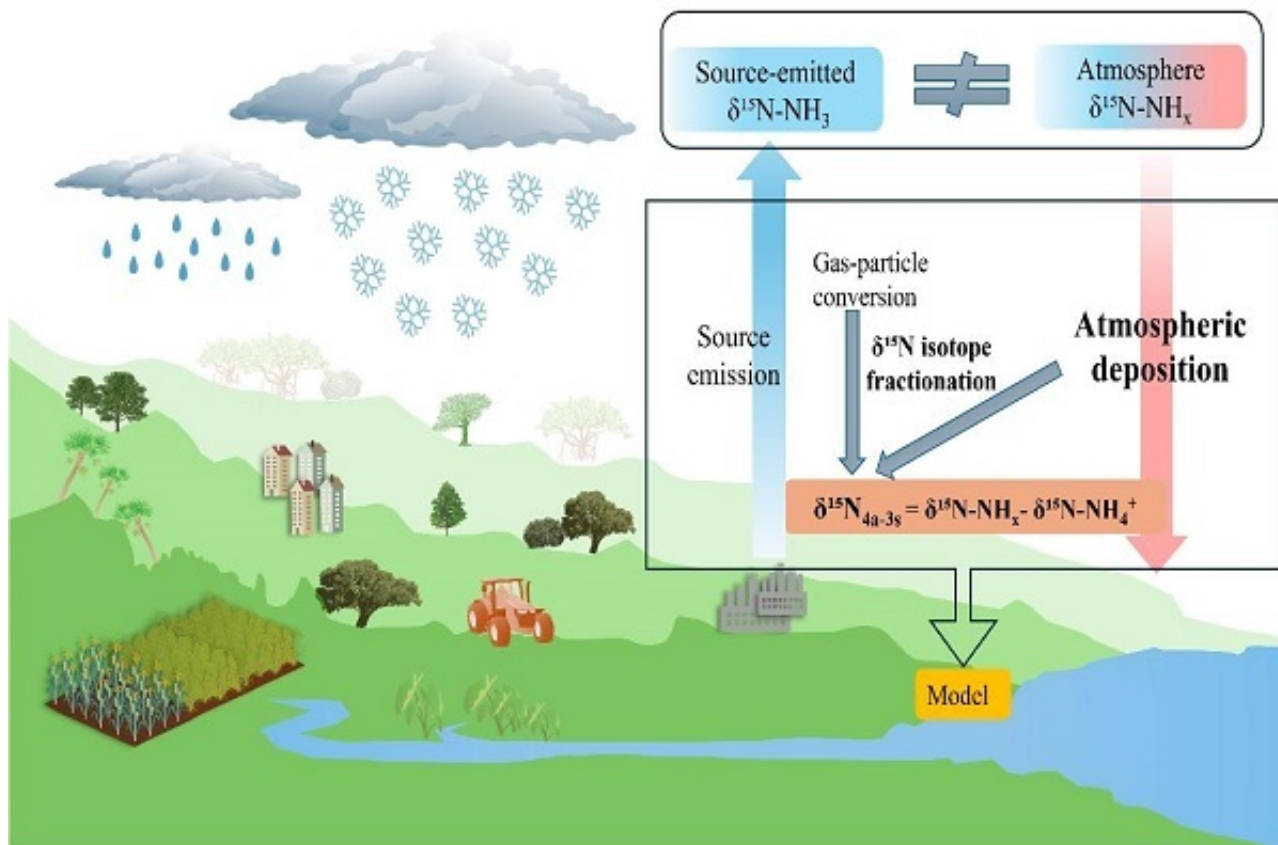 Source-emitted
δ¹⁵N-NH₃
≠
Atmosphere
δ¹⁵N-NHₓ
Gas-particle
conversion
Source
emission
δ¹⁵N isotope
fractionation
Atmospheric
deposition
δ¹⁵N₄ₐ₋₃ₛ = δ¹⁵N-NHₓ- δ¹⁵N-NH₄⁺
Model